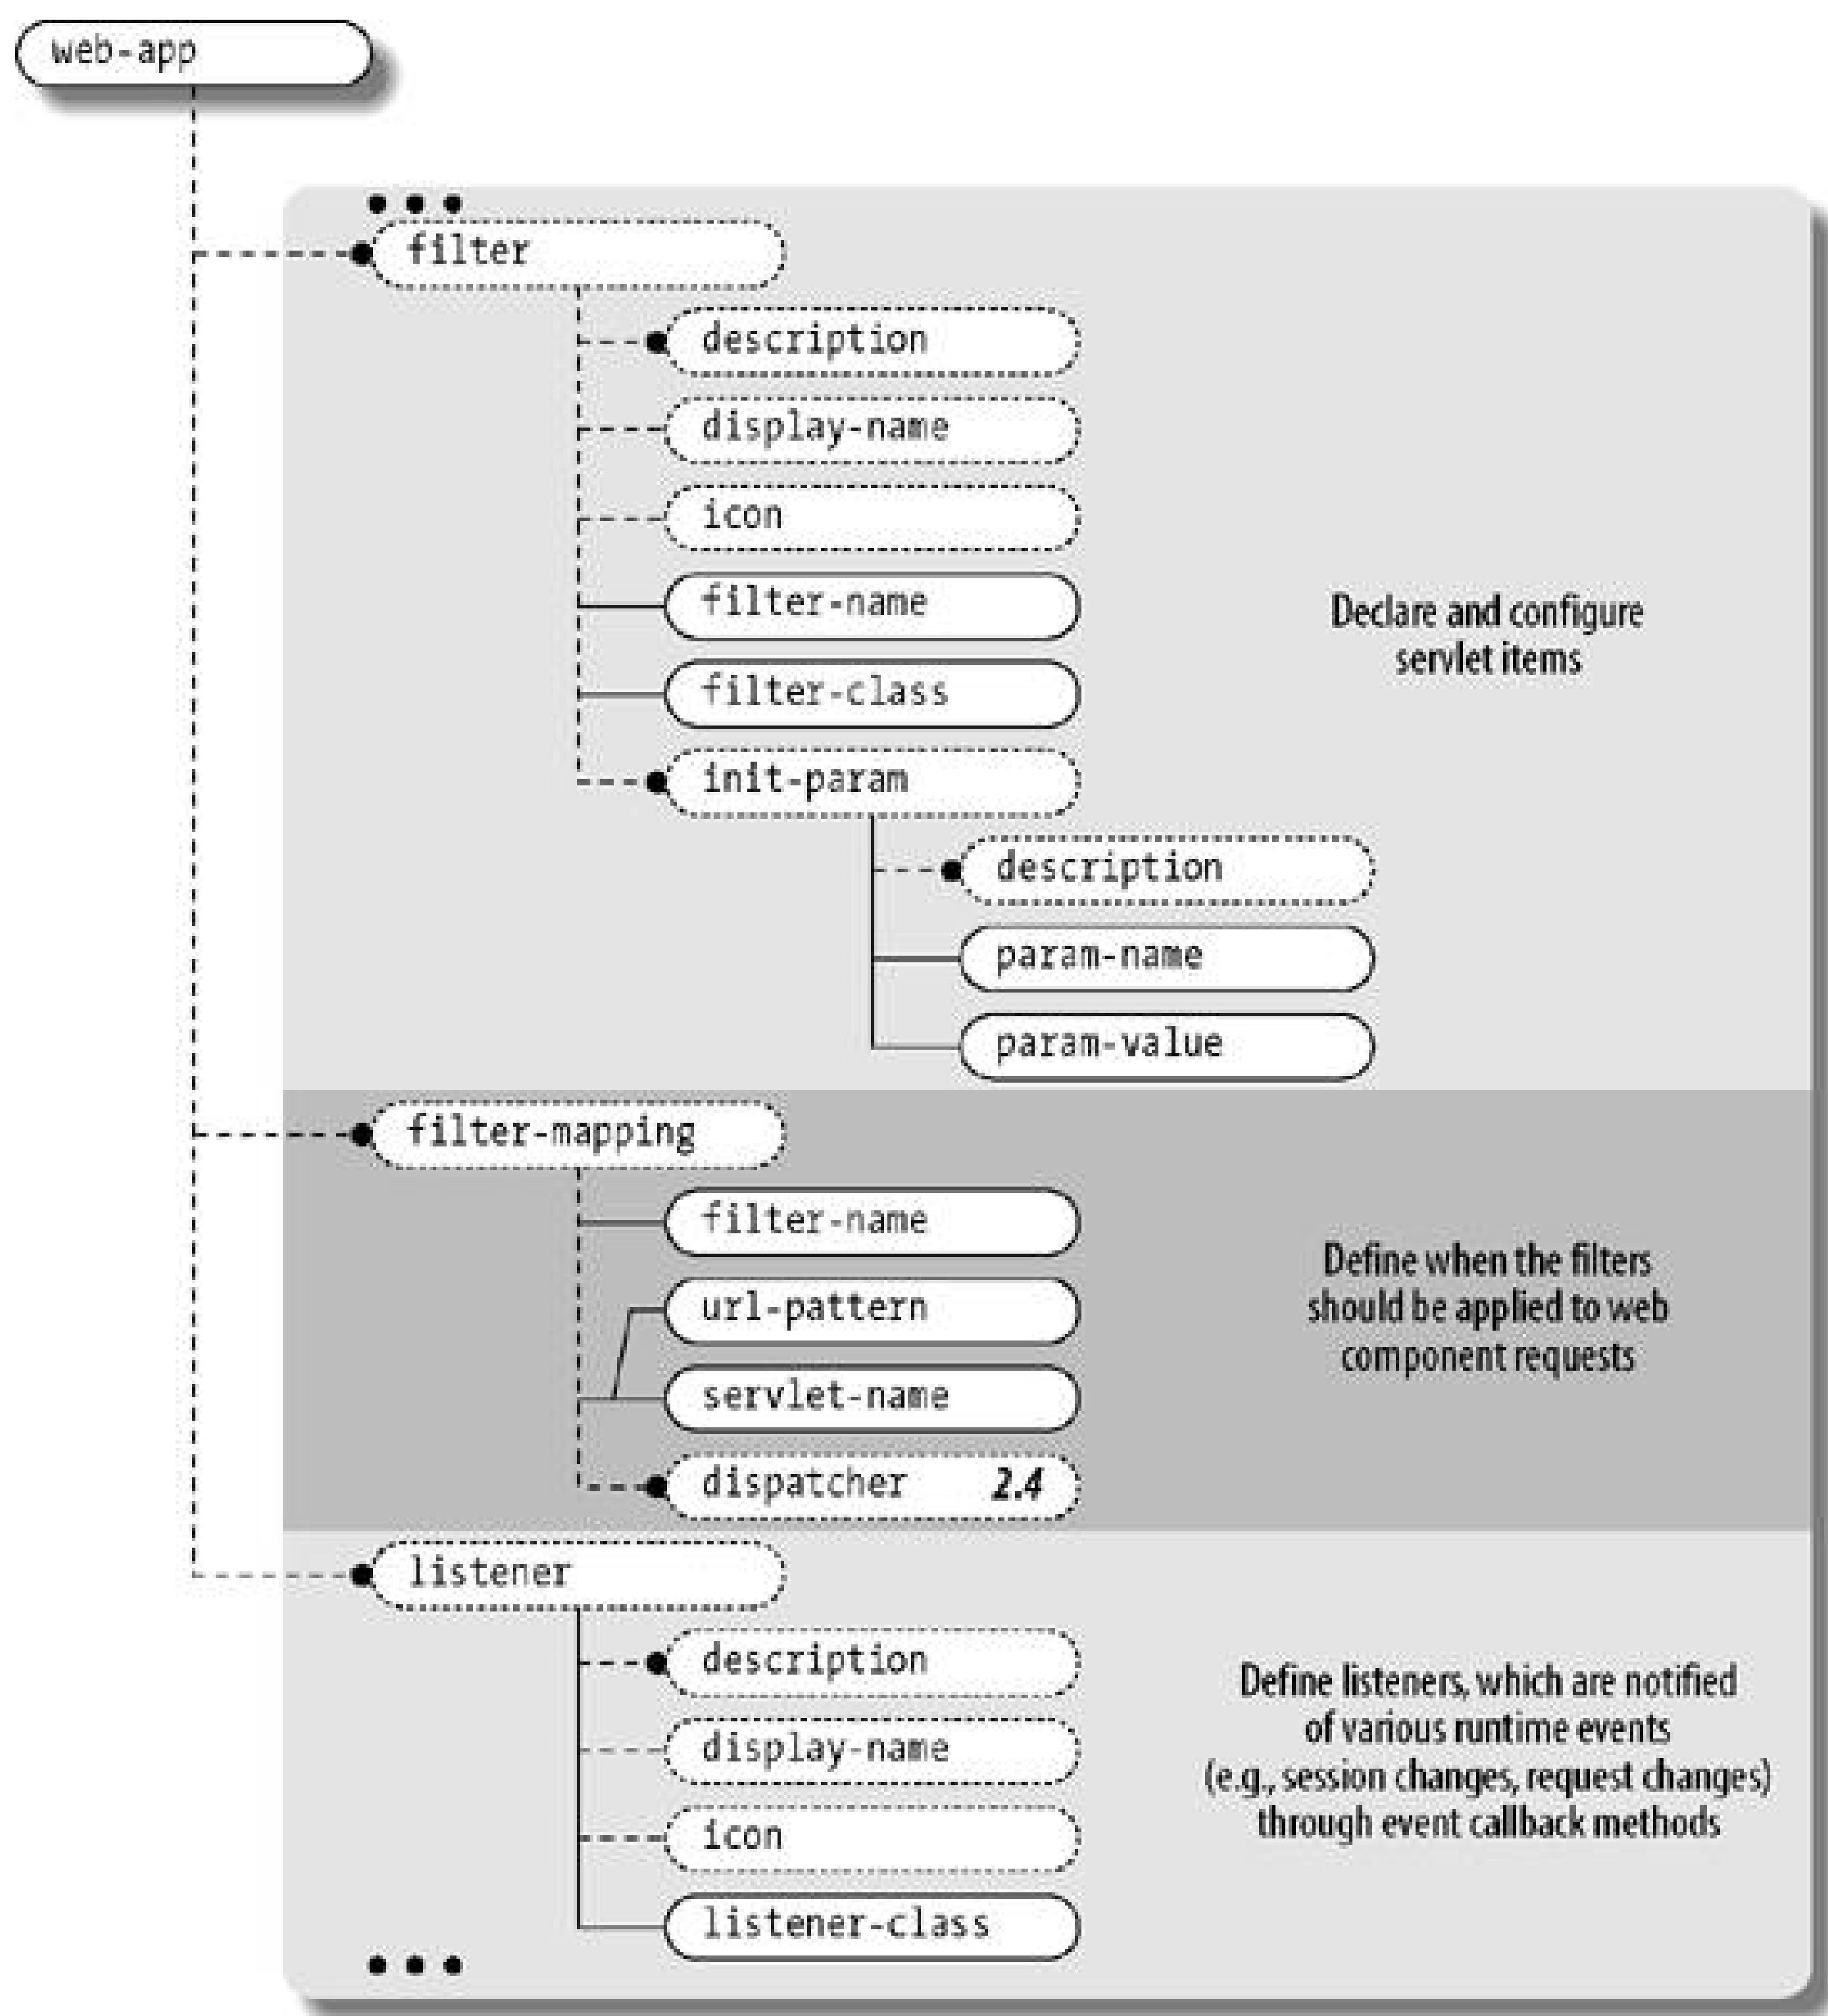 web-app
filter
description
display-name
icon
filter-name
filter-class
init-param
description
param-name
param-value
Declare and configure
servlet items
filter-mapping
filter-name
url-pattern
servlet-name
dispatcher 2.4
Define when the filters
should be applied to web
component requests
listener
description
display-name
icon
listener-class
Define listeners, which are notified
of various runtime events
(e.g., session changes, request changes)
through event callback methods